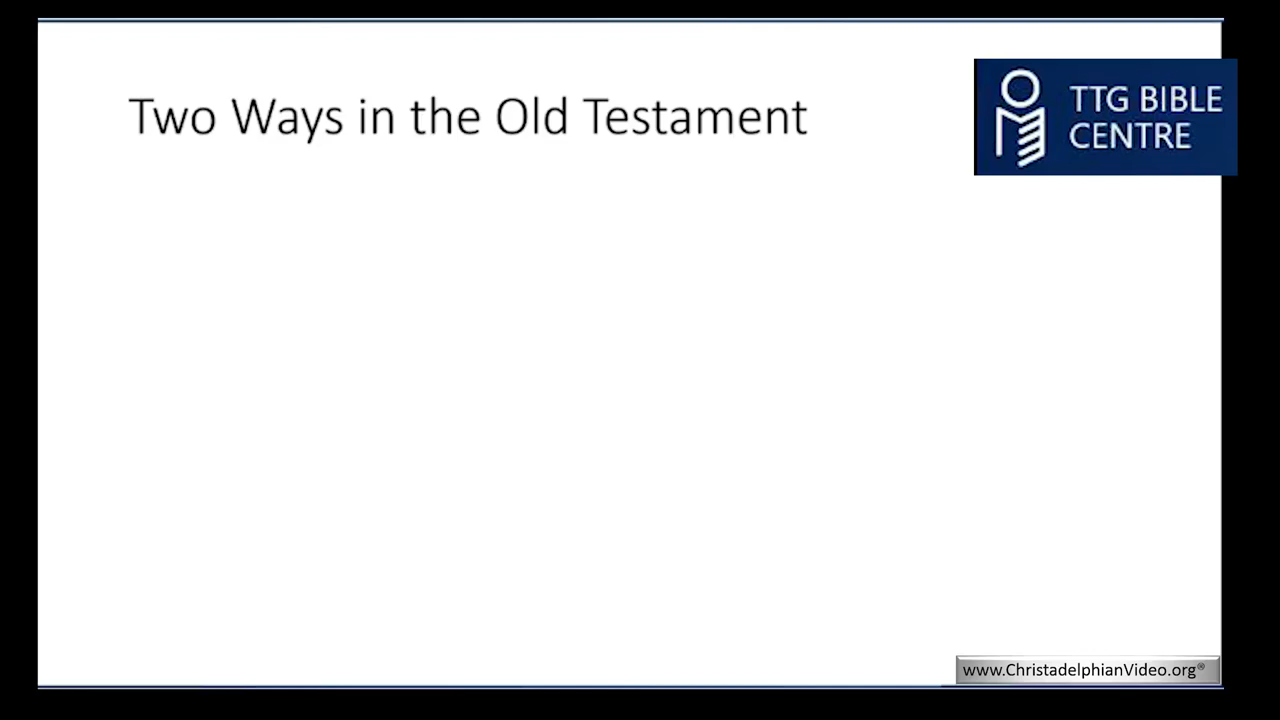 Two Ways in the Old Testament
TTG BIBLE
CENTRE
www.ChristadelphianVideo.org®